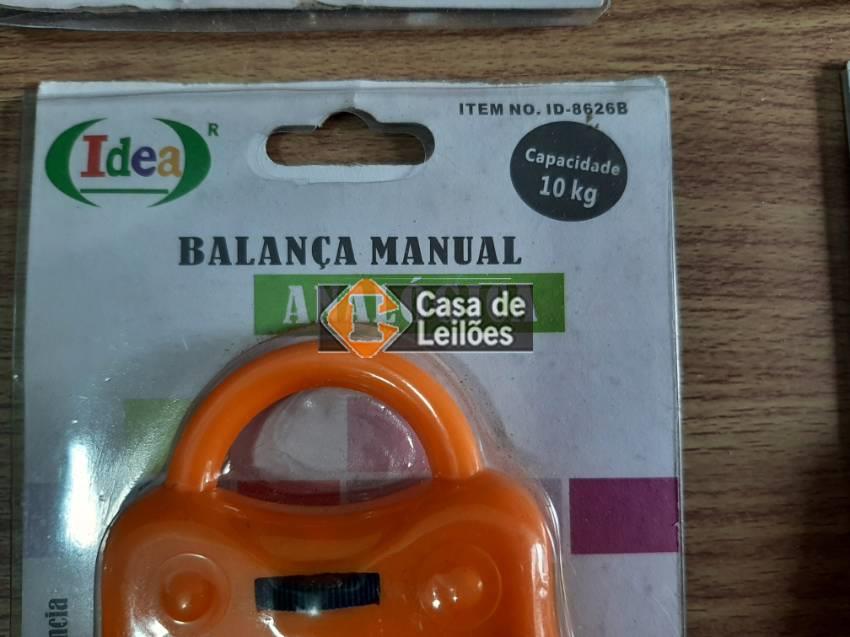 ITEM NO. ID-8626B
Idea
R
Capacidade
10 kg
BALANÇA MANUAL
Casa de
Leilões